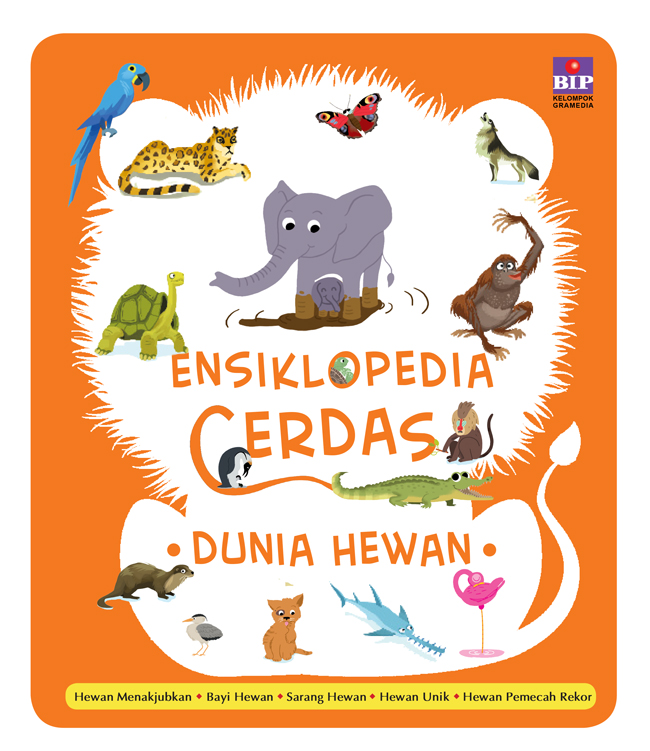 BIP
KELOMPOK
GRAMEDIA
ENSIKLOPEDIA
CERDAS
• DUNIA HEWAN •
Hewan Menakjubkan ♦ Bayi Hewan ♦ Sarang Hewan ♦ Hewan Unik ♦ Hewan Pemecah Rekor